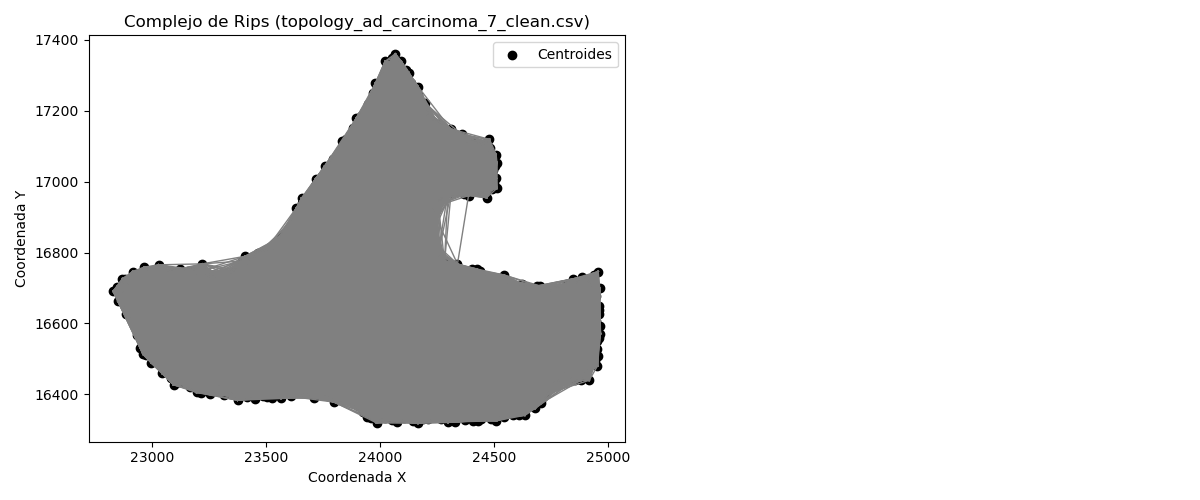 Complejo de Rips (topology_ad_carcinoma_7_clean.csv)
17400
17200
17000
16800
16600
16400
Coordenada Y
Centroides
23000 23500 24000 24500 25000
Coordenada X